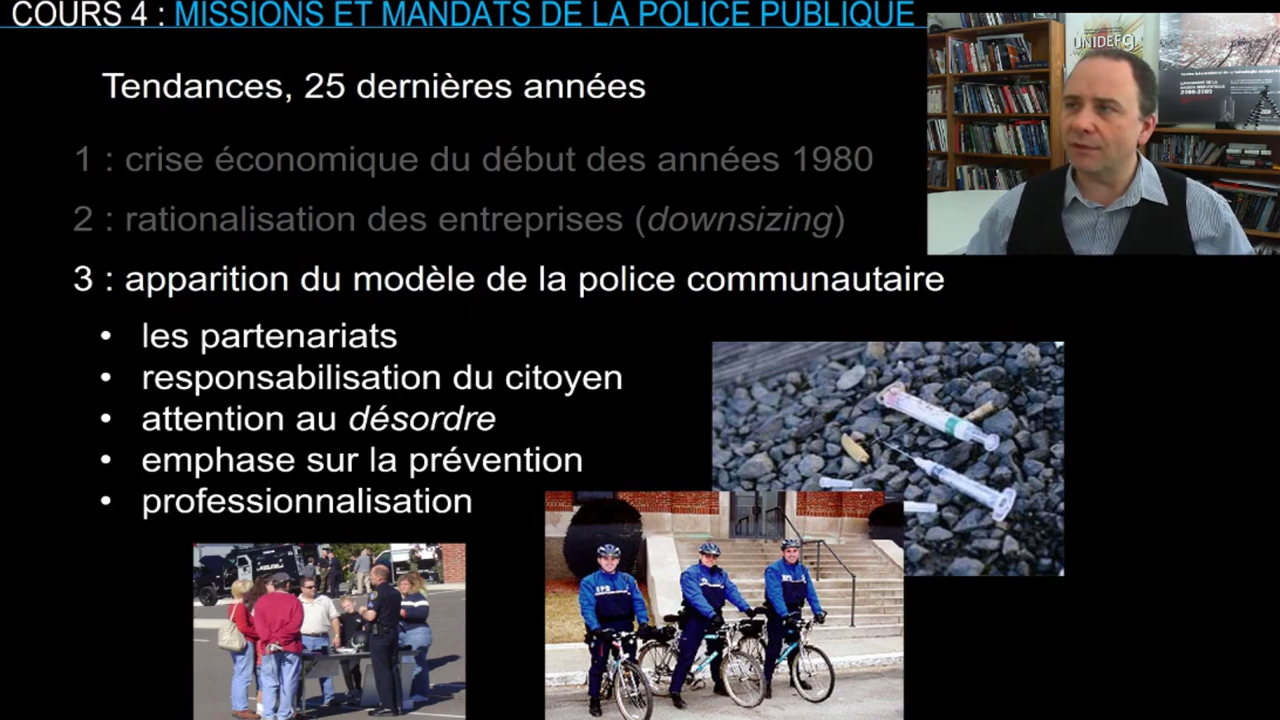 COURS 4 : MISSIONS ET MANDATS DE LA POLICE PUBLIQUE
Tendances, 25 dernières années
1 : crise économique du début des années 1980
2 : rationalisation des entreprises (downsizing)
3 : apparition du modèle de la police communautaire
• les partenariats
• responsabilisation du citoyen
• attention au désordre
• emphase sur la prévention
• professionnalisation
UNIDEF